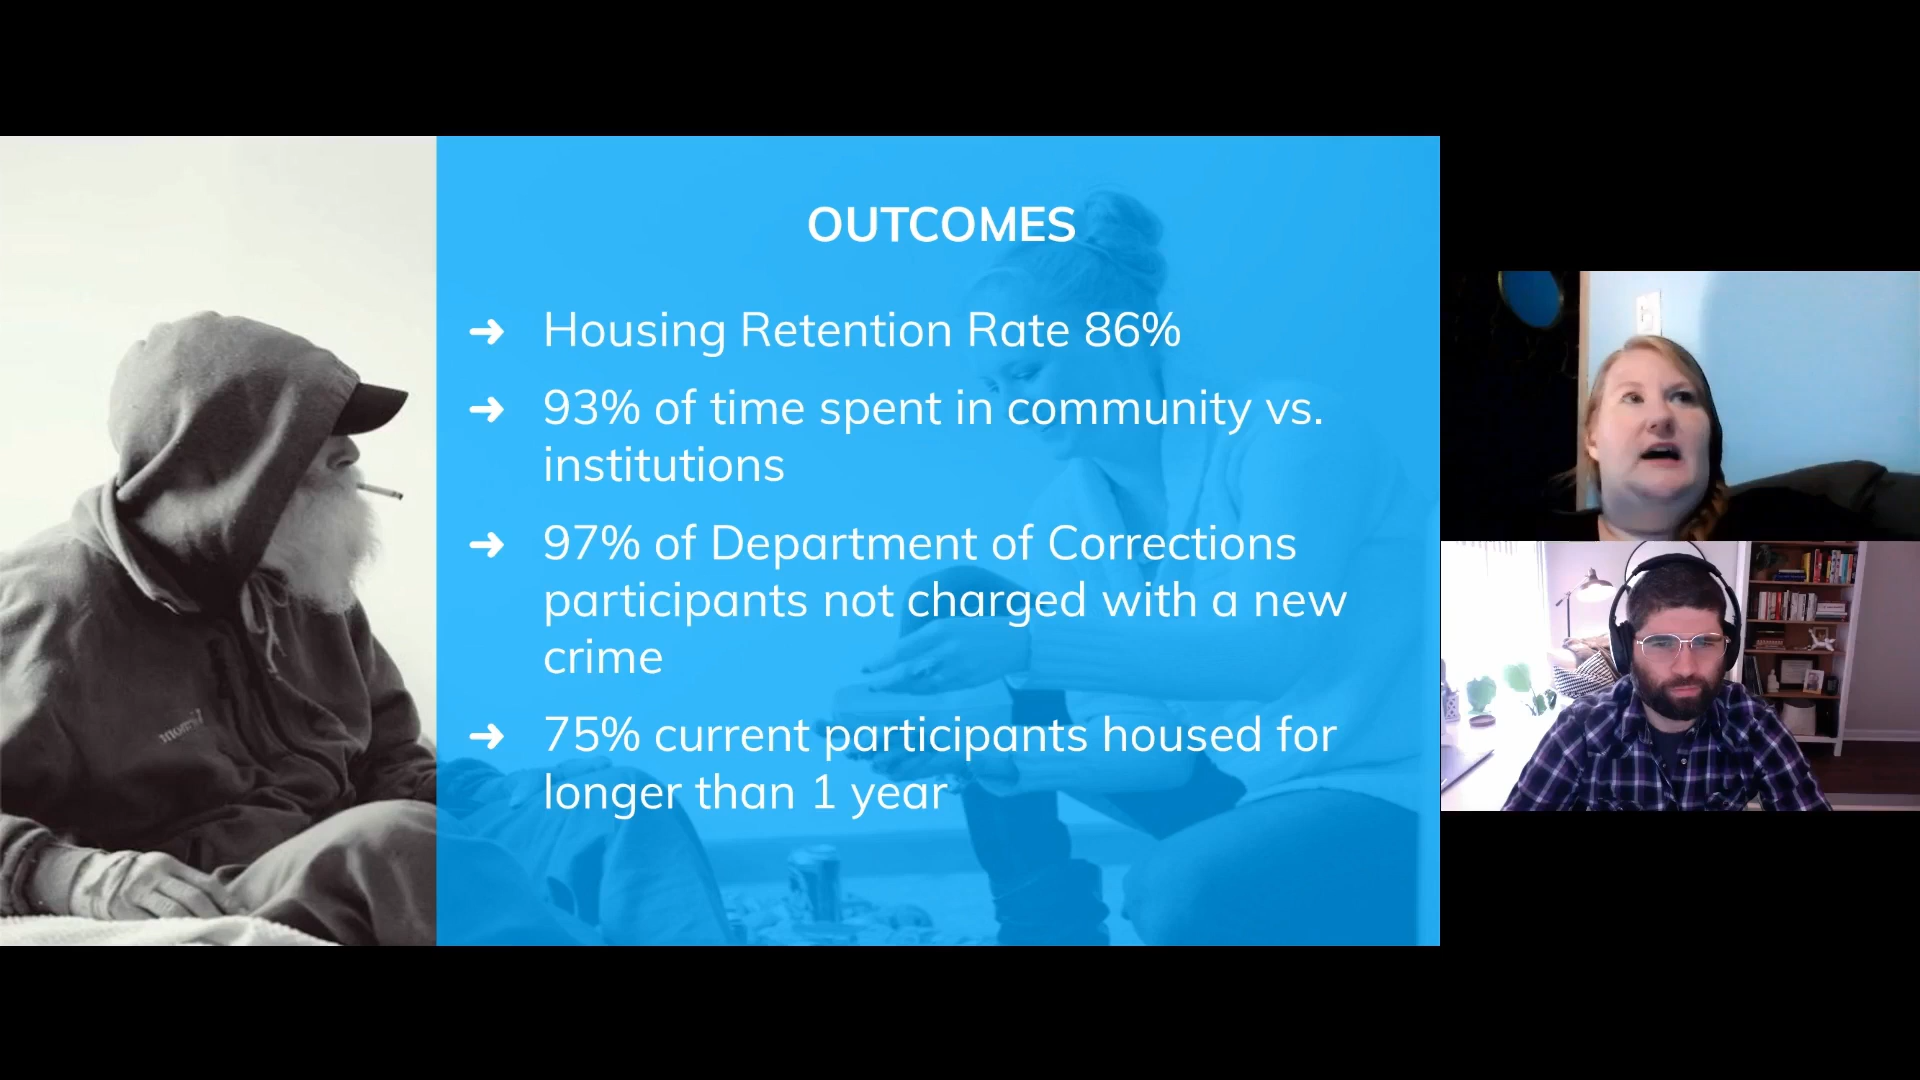 OUTCOMES
➜ Housing Retention Rate 86%
➜ 93% of time spent in community vs.
institutions
➜ 97% of Department of Corrections
participants not charged with a new
crime
➜ 75% current participants housed for
longer than 1 year